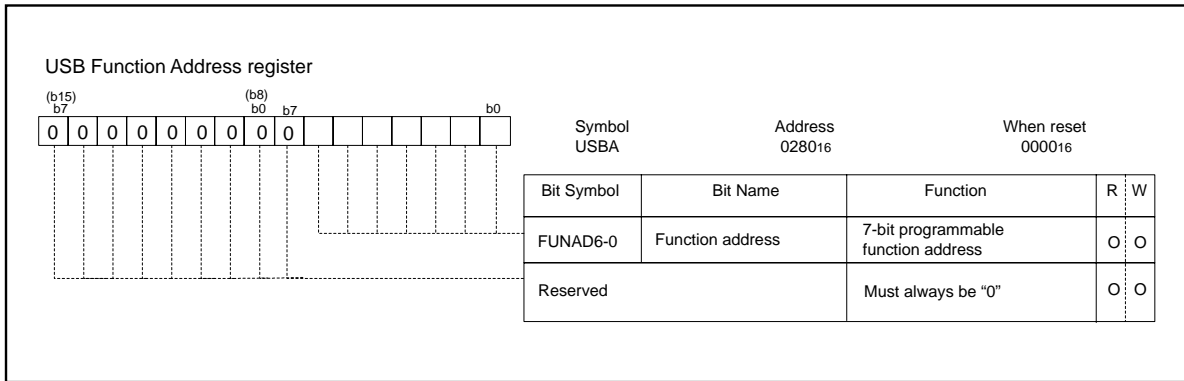 USB Function Address register
(b15) (b8)
b7 b0 b7 b0
0 0 0 0 0 0 0 0 0
Symbol Address When reset
USBA 028016 000016
Bit Symbol Bit Name Function R W
FUNAD6-0 Function address 7-bit programmable function address O O
Reserved Must always be “0” O O